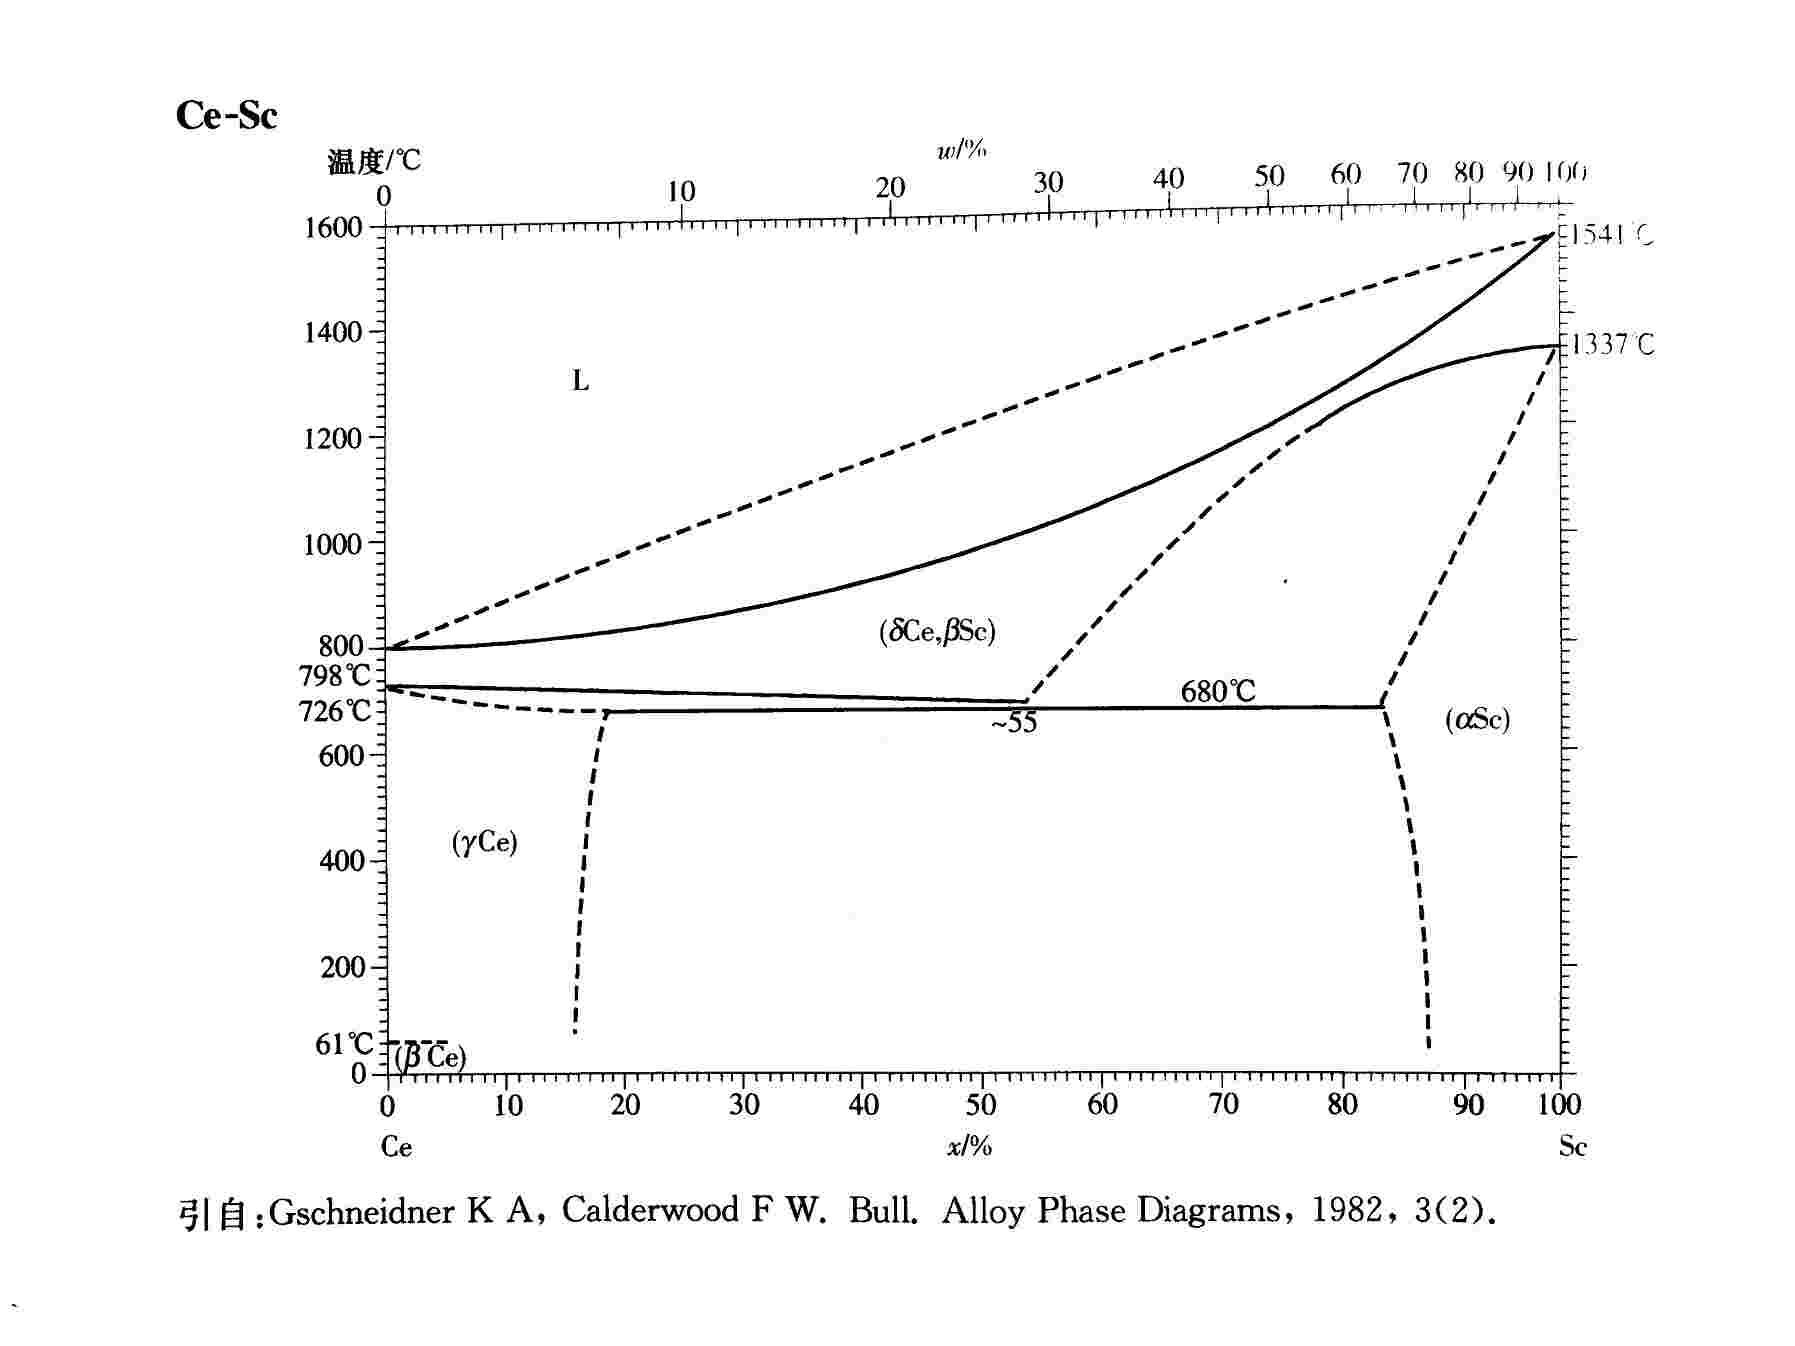 Ce-Sc
温度/℃
w/%
0 10 20 30 40 50 60 70 80 90 100
1600
1541℃
1400
1337℃
L
1200
1000
(δCe,βSc)
800
798℃
680℃
726℃
~55
(αSc)
600
(γCe)
400
200
61℃
(βCe)
0
0 10 20 30 40 50 60 70 80 90 100
Ce x/% Sc
引自:Gschneidner K A, Calderwood F W. Bull. Alloy Phase Diagrams, 1982, 3(2).